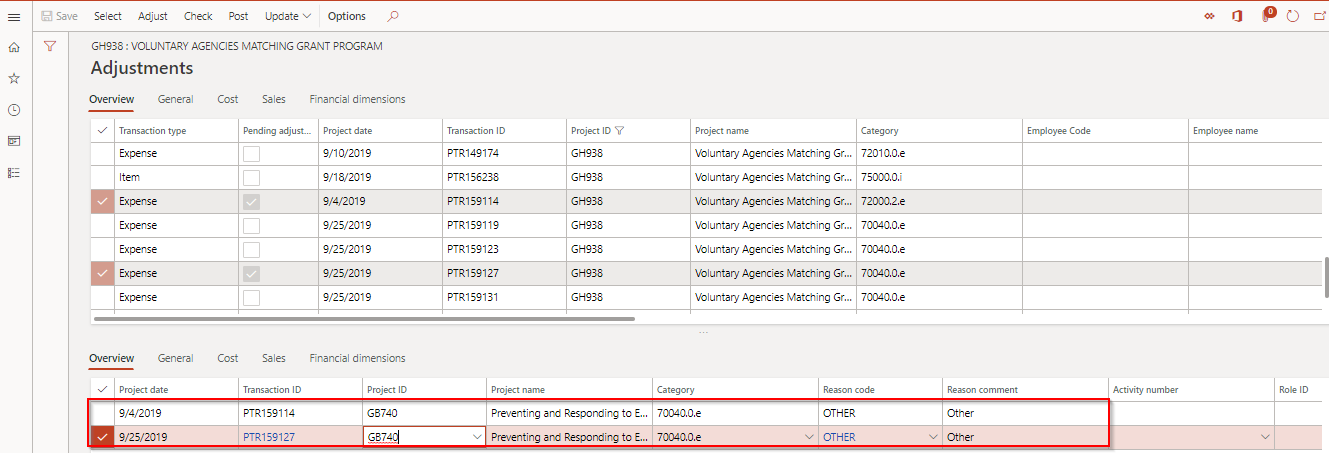 Save Select Adjust Check Post Update Options 0
GH938 : VOLUNTARY AGENCIES MATCHING GRANT PROGRAM
Adjustments
Overview General Cost Sales Financial dimensions
Transaction type Pending adjust... Project date Transaction ID Project ID Project name Category Employee Code Employee name
Expense 9/10/2019 PTR149174 GH938 Voluntary Agencies Matching Gr... 72010.0.e
Item 9/18/2019 PTR156238 GH938 Voluntary Agencies Matching Gr... 75000.0.i
Expense 9/4/2019 PTR159114 GH938 Voluntary Agencies Matching Gr... 72000.2.e
Expense 9/25/2019 PTR159119 GH938 Voluntary Agencies Matching Gr... 70040.0.e
Expense 9/25/2019 PTR159123 GH938 Voluntary Agencies Matching Gr... 70040.0.e
Expense 9/25/2019 PTR159127 GH938 Voluntary Agencies Matching Gr... 70040.0.e
Expense 9/25/2019 PTR159131 GH938 Voluntary Agencies Matching Gr... 70040.0.e
...
Overview General Cost Sales Financial dimensions
Project date Transaction ID Project ID Project name Category Reason code Reason comment Activity number Role ID
9/4/2019 PTR159114 GB740 Preventing and Responding to E... 70040.0.e OTHER Other
9/25/2019 PTR159127 GB740 Preventing and Responding to E... 70040.0.e OTHER Other